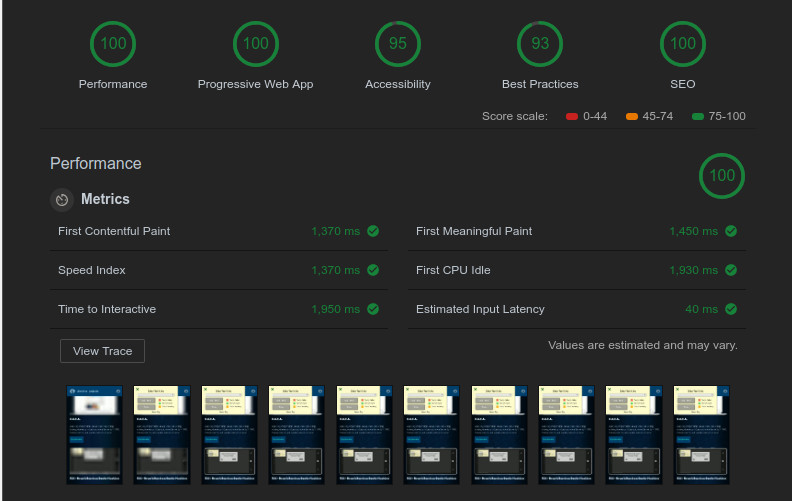 100 100 95 93 100
Performance Progressive Web App Accessibility Best Practices SEO
Score scale: 0-44 45-74 75-100
Performance
100
Metrics
First Contentful Paint 1,370 ms First Meaningful Paint 1,450 ms
Speed Index 1,370 ms First CPU Idle 1,930 ms
Time to Interactive 1,950 ms Estimated Input Latency 40 ms
View Trace Values are estimated and may vary.